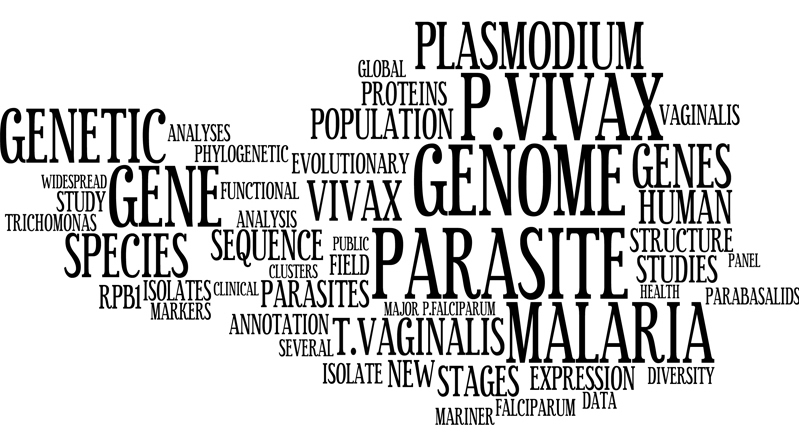 PLASMODIUM
GLOBAL
PROTEINS
P.VIVAX
VAGINALIS
POPULATION
GENETIC
ANALYSES
PHYLOGENETIC
EVOLUTIONARY
GENOME
GENES
WIDESPREAD
GENE
FUNCTIONAL
VIVAX
STUDY
HUMAN
TRICHOMONAS
ANALYSIS
SPECIES
SEQUENCE
PUBLIC
PARASITE
STRUCTURE
FIELD
CLUSTERS
STUDIES
PANEL
RPB1
ISOLATES
CLINICAL
PARASITES
HEALTH
PARABASALIDS
MARKERS
MAJOR
P.FALCIPARUM
ANNOTATION
T.VAGINALIS
MALARIA
SEVERAL
ISOLATE
NEW
STAGES
EXPRESSION
DIVERSITY
MARINER
FALCIPARUM
DATA